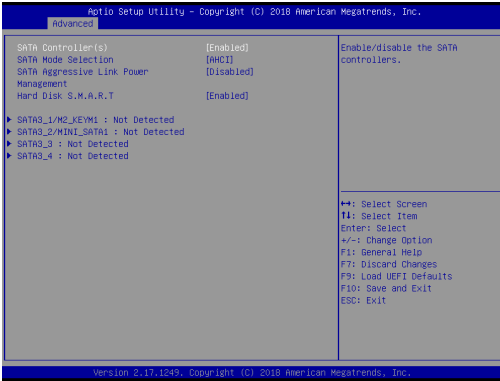 Aptio Setup Utility - Copyright (C) 2018 American Megatrends, Inc.
Advanced
SATA Controller(s) [Enabled]
SATA Mode Selection [AHCI]
SATA Aggressive Link Power [Disabled]
Management
Hard Disk S.M.A.R.T [Enabled]
SATA3_1/M2_KEYM1 : Not Detected
SATA3_2/MINI_SATA1 : Not Detected
SATA3_3 : Not Detected
SATA3_4 : Not Detected
Enable/disable the SATA
controllers.
↔: Select Screen
↑↓: Select Item
Enter: Select
+/-: Change Option
F1: General Help
F7: Discard Changes
F9: Load UEFI Defaults
F10: Save and Exit
ESC: Exit
Version 2.17.1249. Copyright (C) 2018 American Megatrends, Inc.